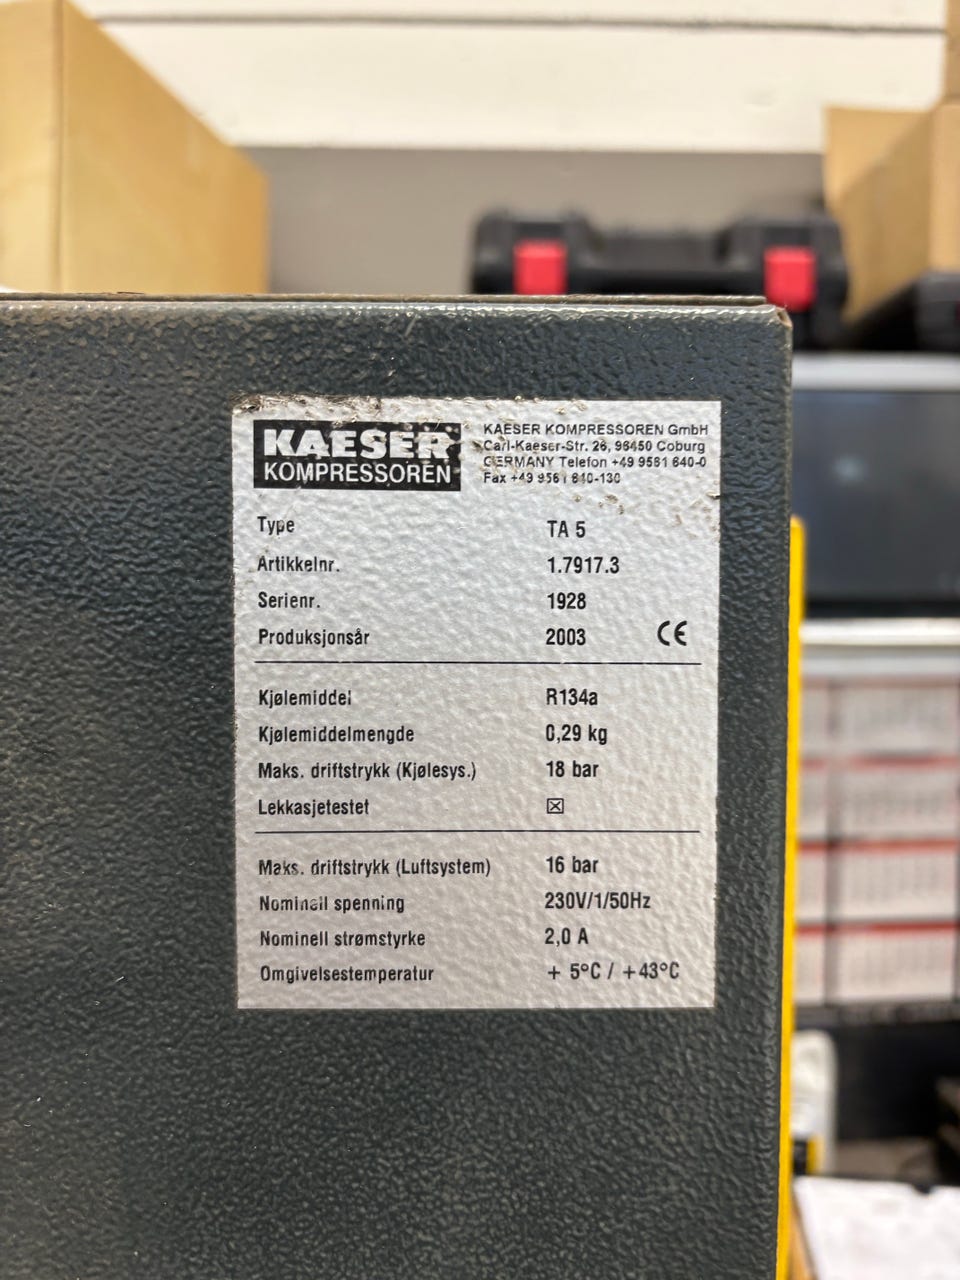 KAESER
KOMPRESSOREN
KAESER KOMPRESSOREN GmbH
Carl-Kaeser-Str. 26, 96450 Coburg
GERMANY Telefon +49 9561 640-0
Fax +49 9561 640-130
Type TA 5
Artikkelnr. 1.7917.3
Serienr. 1928
Produksjonsår 2003 CE
Kjølemiddel R134a
Kjølemiddelmengde 0,29 kg
Maks. driftstrykk (Kjølesys.) 18 bar
Lekkasjetestet ☒
Maks. driftstrykk (Luftsystem) 16 bar
Nominell spenning 230V/1/50Hz
Nominell strømstyrke 2,0 A
Omgivelsestemperatur + 5°C / +43°C